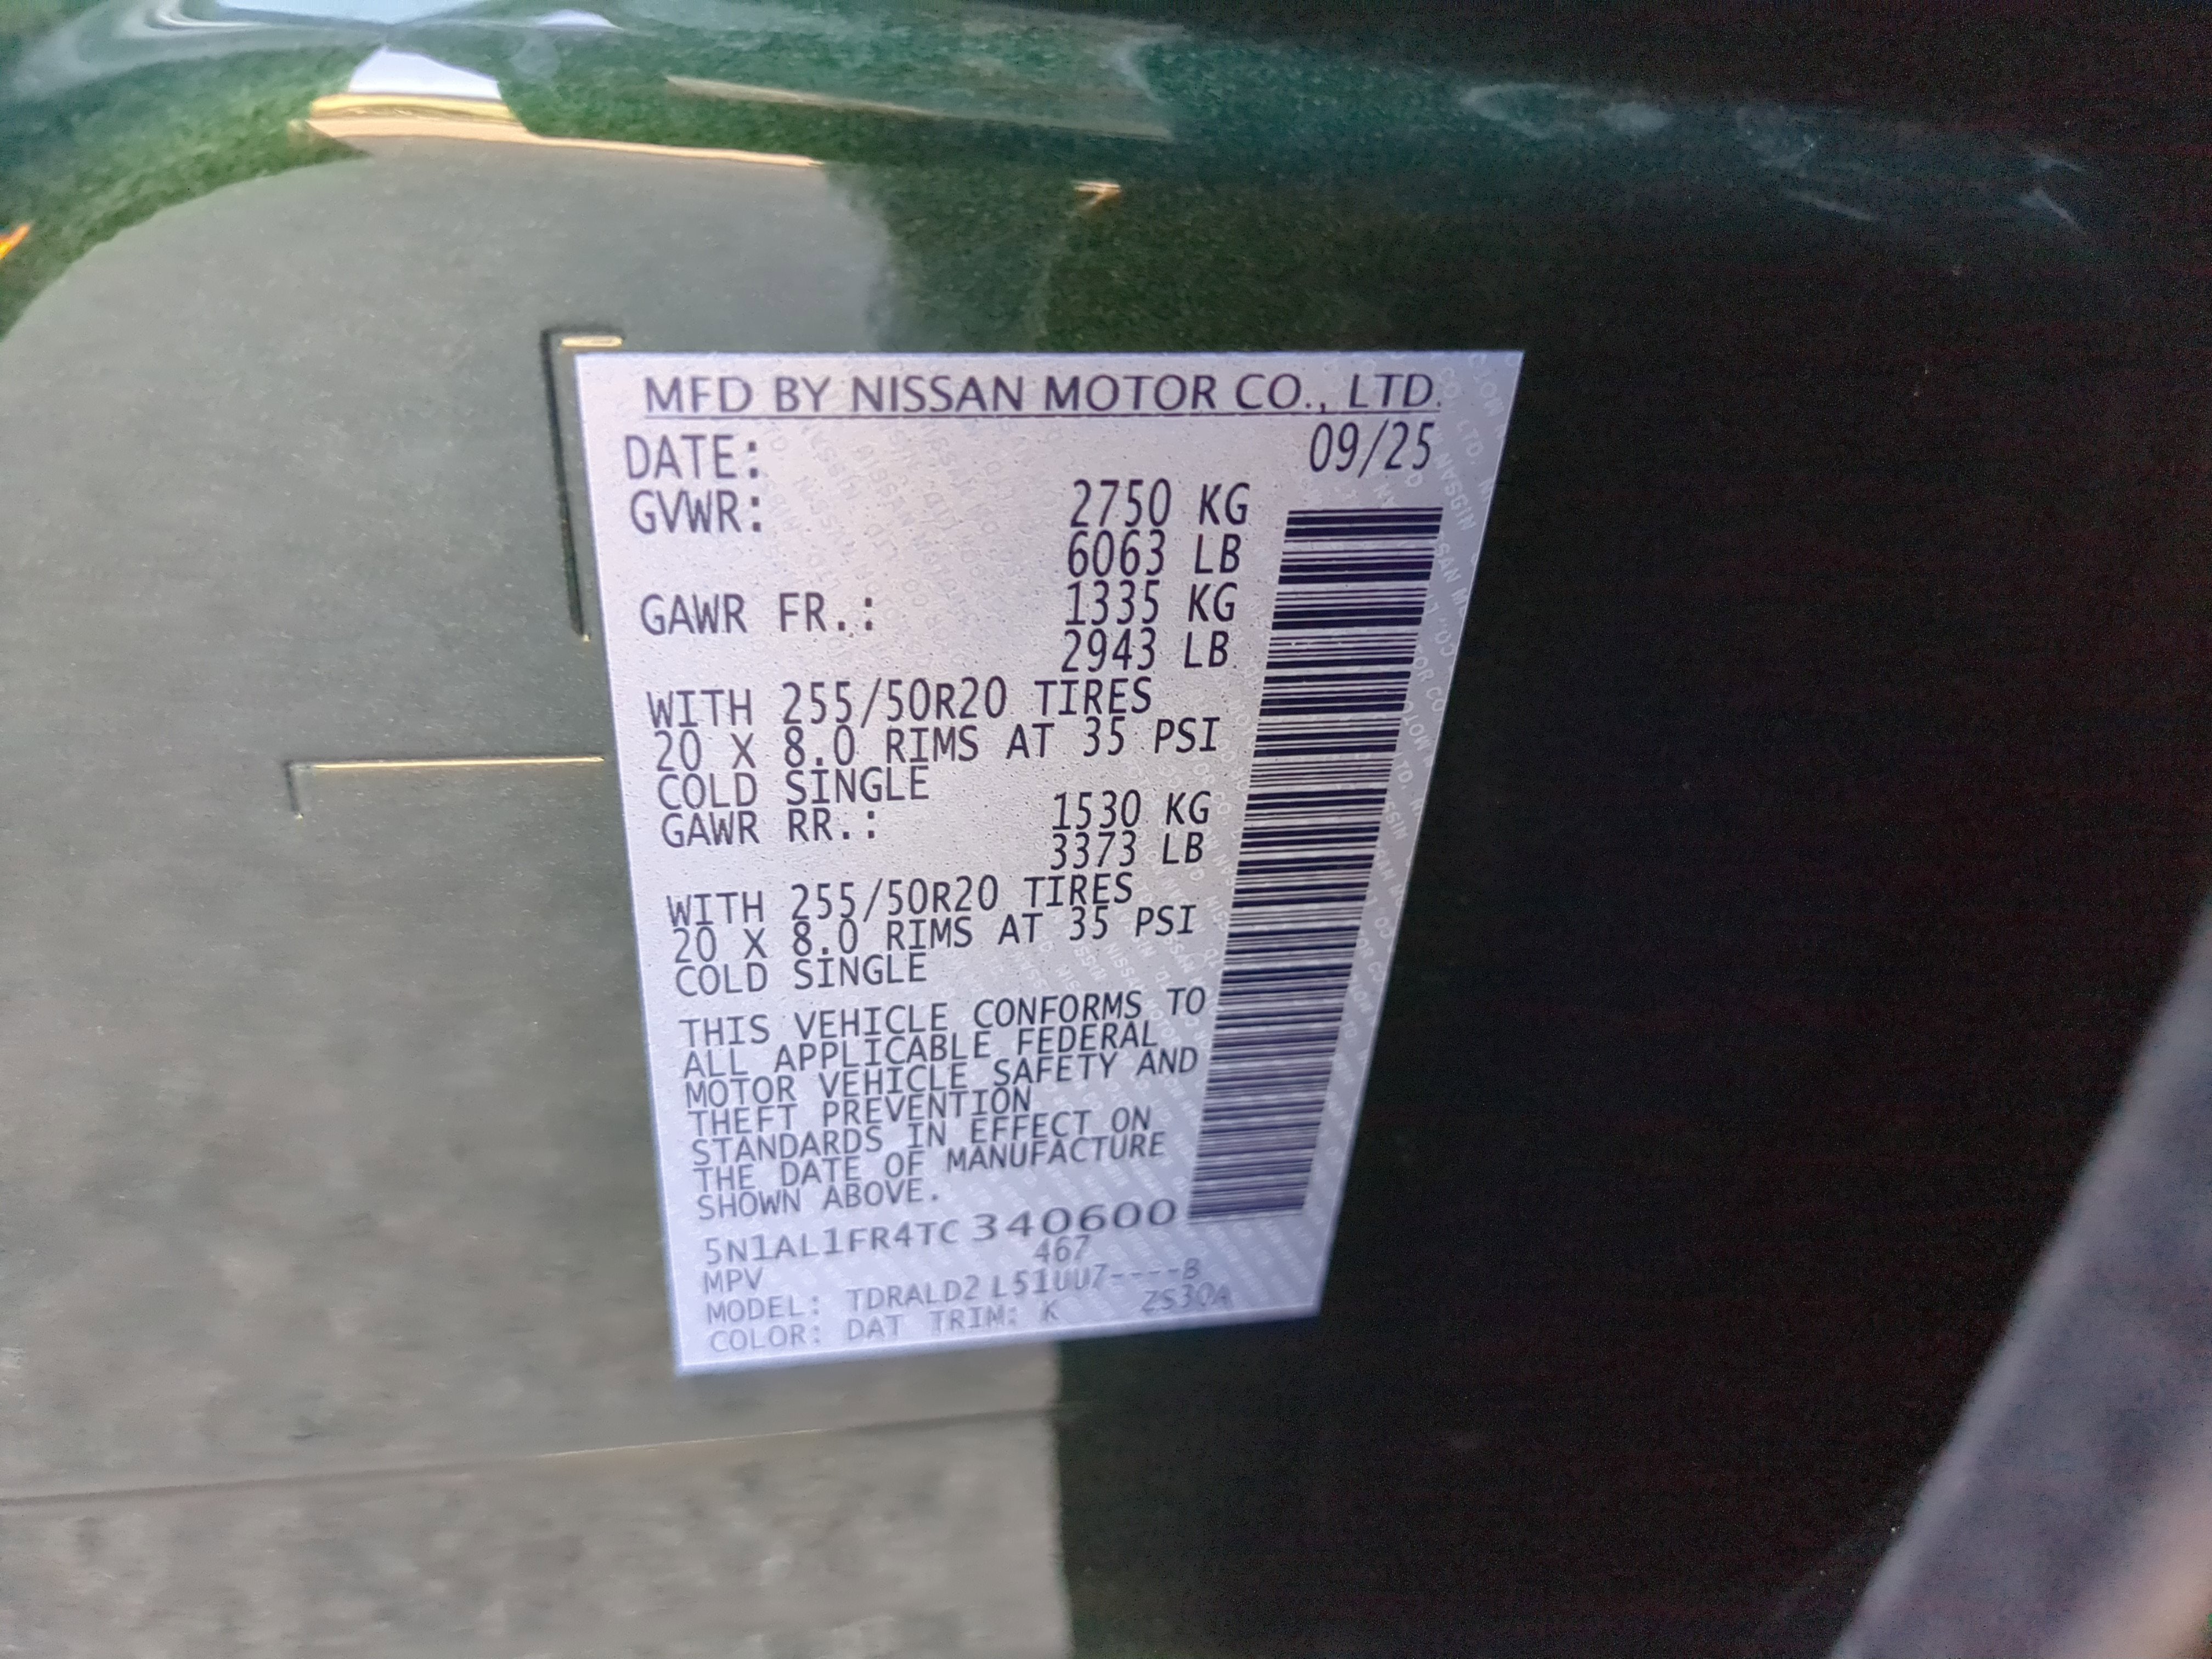 MFD BY NISSAN MOTOR CO., LTD.
DATE: 09/25
GVWR: 2750 KG
6063 LB
GAWR FR.: 1335 KG
2943 LB
WITH 255/50R20 TIRES
20 X 8.0 RIMS AT 35 PSI
COLD SINGLE
GAWR RR.: 1530 KG
3373 LB
WITH 255/50R20 TIRES
20 X 8.0 RIMS AT 35 PSI
COLD SINGLE
THIS VEHICLE CONFORMS TO
ALL APPLICABLE FEDERAL
MOTOR VEHICLE SAFETY AND
THEFT PREVENTION
STANDARDS IN EFFECT ON
THE DATE OF MANUFACTURE
SHOWN ABOVE.
5N1AL1FR4TC 340600
MPV 467
MODEL: TDRALD2 L51UU7----B
COLOR: DAT TRIM: K ZS30A